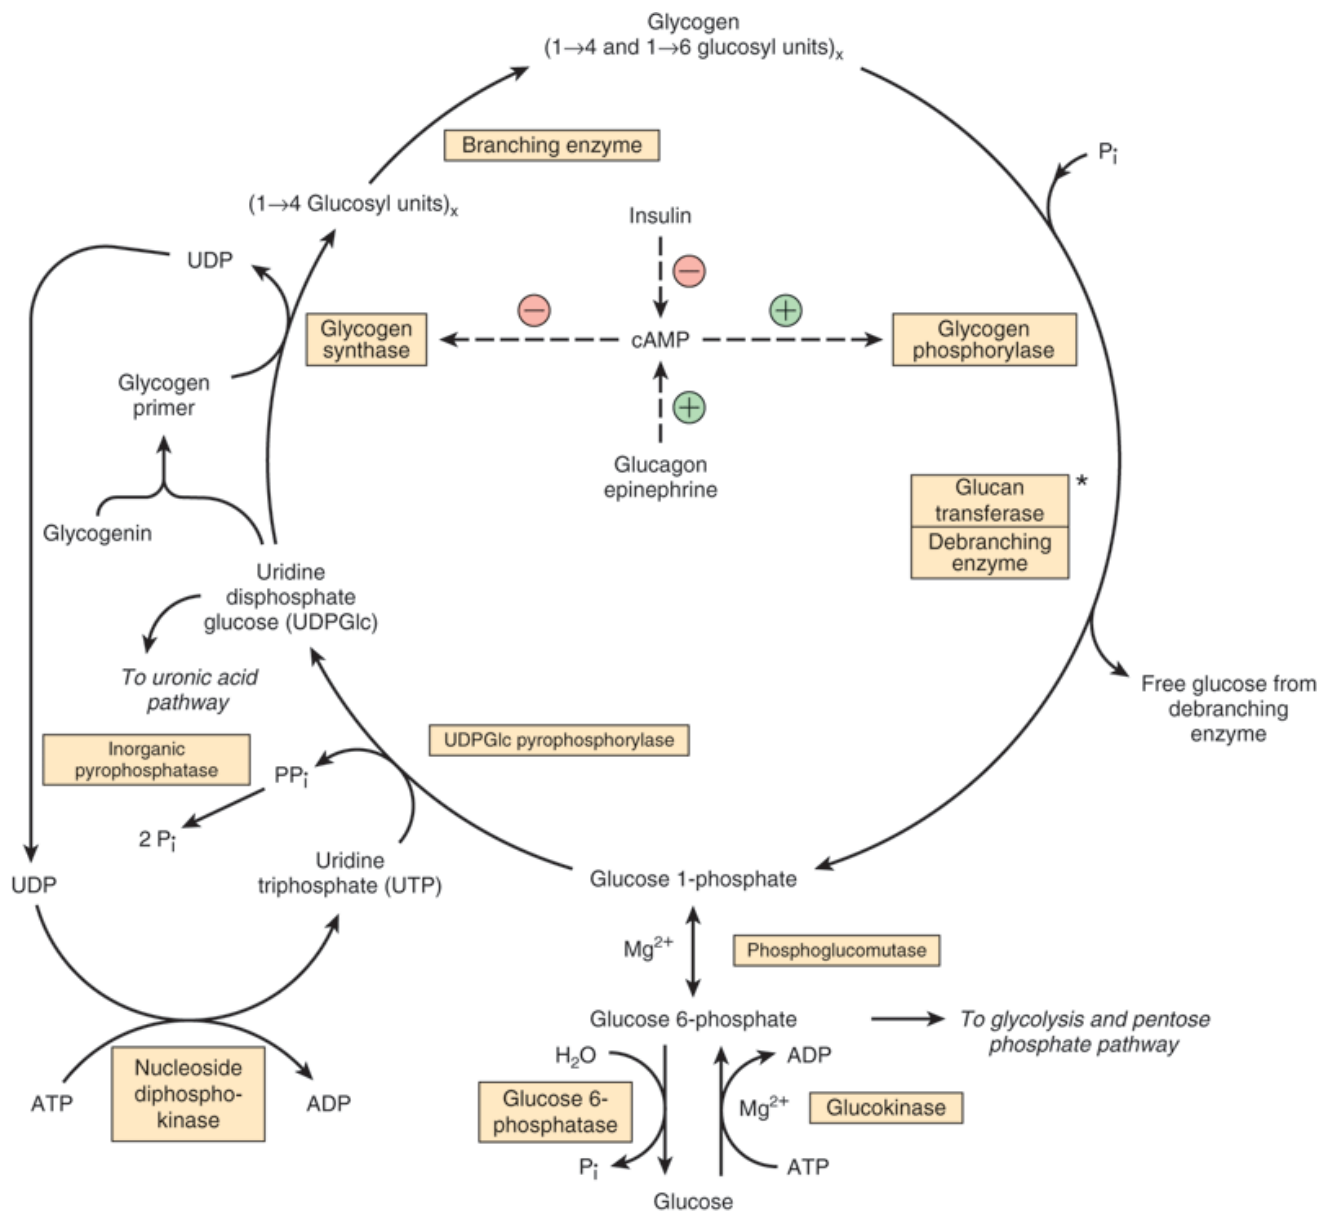 Glycogen
(1→4 and 1→6 glucosyl units)x
Branching enzyme
Pi
(1→4 Glucosyl units)x
Insulin
UDP
−
−
+
Glycogen
synthase
cAMP
Glycogen
phosphorylase
Glycogen
primer
+
Glucagon
epinephrine
Glucan
transferase
*
Debranching
enzyme
Glycogenin
Uridine
disphosphate
glucose (UDPGlc)
To uronic acid
pathway
Free glucose from
debranching
enzyme
Inorganic
pyrophosphatase
UDPGlc pyrophosphorylase
PPi
2 Pi
Uridine
triphosphate (UTP)
UDP
Glucose 1-phosphate
Mg2+
Phosphoglucomutase
Glucose 6-phosphate
To glycolysis and pentose
phosphate pathway
Nucleoside
diphospho-
kinase
ATP
ADP
H2O
ADP
Glucose 6-
phosphatase
Mg2+
Glucokinase
Pi
ATP
Glucose